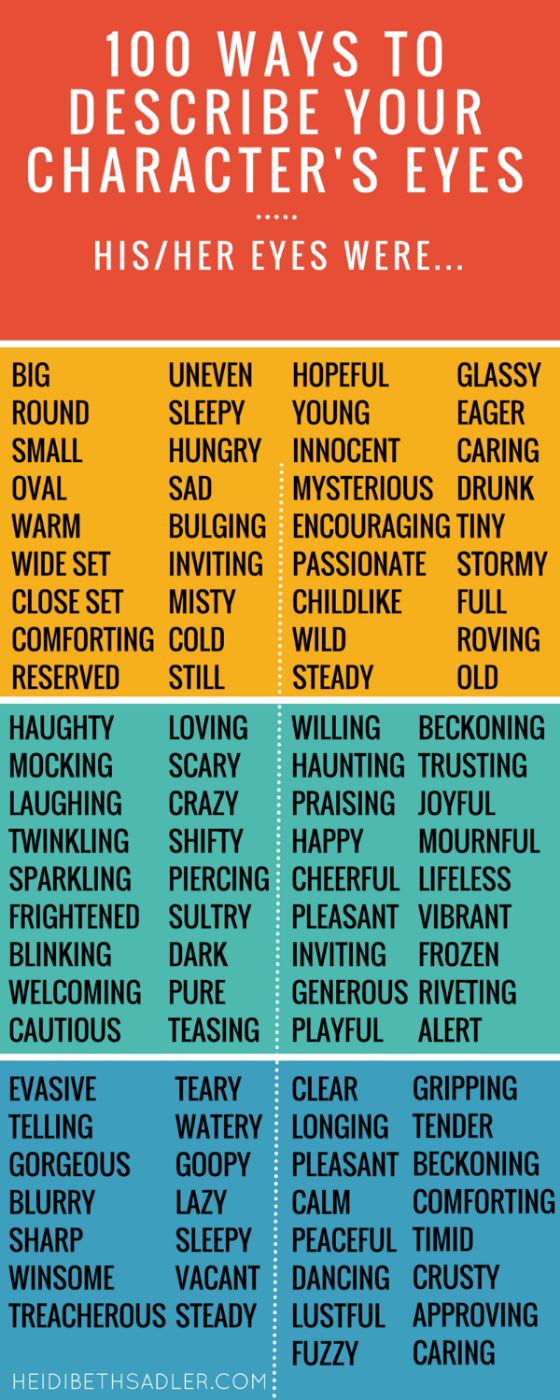 100 WAYS TO
DESCRIBE YOUR
CHARACTER'S EYES
HIS/HER EYES WERE...
BIG UNEVEN HOPEFUL GLASSY
ROUND SLEEPY YOUNG EAGER
SMALL HUNGRY INNOCENT CARING
OVAL SAD MYSTERIOUS DRUNK
WARM BULGING ENCOURAGING TINY
WIDE SET INVITING PASSIONATE STORMY
CLOSE SET MISTY CHILDLIKE FULL
COMFORTING COLD WILD ROVING
RESERVED STILL STEADY OLD
HAUGHTY LOVING WILLING BECKONING
MOCKING SCARY HAUNTING TRUSTING
LAUGHING CRAZY PRAISING JOYFUL
TWINKLING SHIFTY HAPPY MOURNFUL
SPARKLING PIERCING CHEERFUL LIFELESS
FRIGHTENED SULTRY PLEASANT VIBRANT
BLINKING DARK INVITING FROZEN
WELCOMING PURE GENEROUS RIVETING
CAUTIOUS TEASING PLAYFUL ALERT
EVASIVE TEARY CLEAR GRIPPING
TELLING WATERY LONGING TENDER
GORGEOUS GOOPY PLEASANT BECKONING
BLURRY LAZY CALM COMFORTING
SHARP SLEEPY PEACEFUL TIMID
WINSOME VACANT DANCING CRUSTY
TREACHEROUS STEADY LUSTFUL APPROVING
FUZZY CARING
HEIDIBETHSADLER.COM